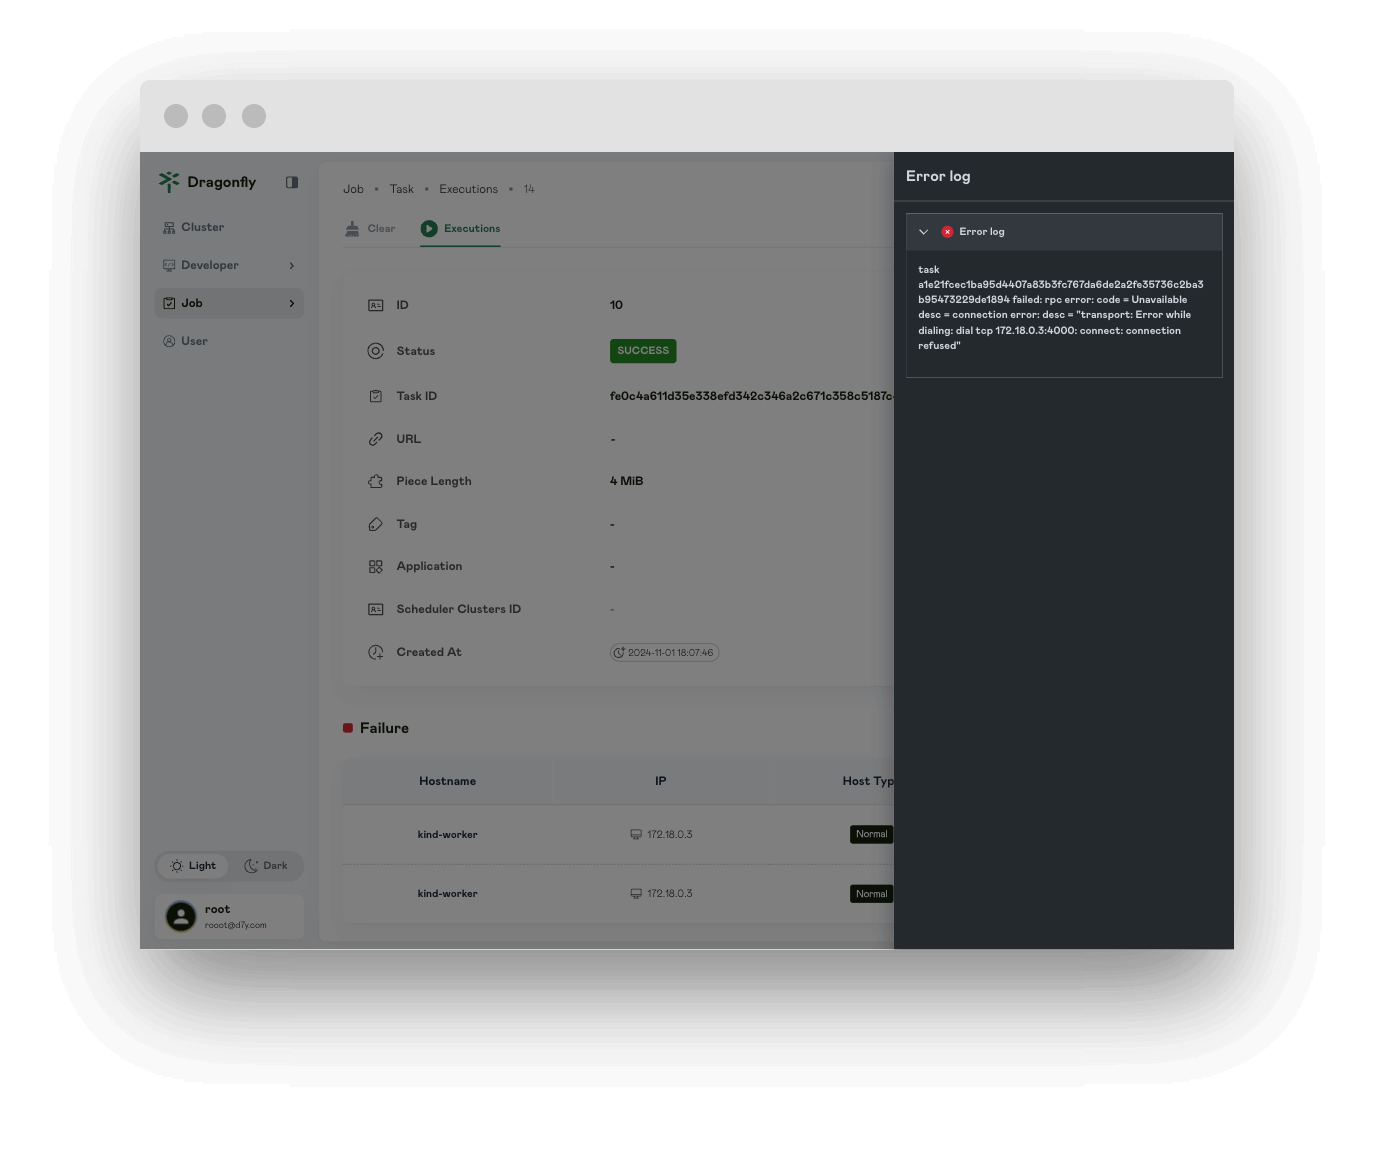 Dragonfly
Cluster
Developer
Job
User
Light Dark
root
rooot@d7y.com
Job • Task • Executions • 14
Clear Executions
ID 10
Status SUCCESS
Task ID fe0c4a611d35e338efd342c346a2c671c358c5187c
URL -
Piece Length 4 MiB
Tag -
Application -
Scheduler Clusters ID -
Created At 2024-11-01 18:07:46
Failure
Hostname IP Host Typ
kind-worker 172.18.0.3 Normal
kind-worker 172.18.0.3 Normal
Error log
Error log
task
a1e21fcec1ba95d4407a83b3fc767da6de2a2fe35736c2ba3
b95473229de1894 failed: rpc error: code = Unavailable
desc = connection error: desc = "transport: Error while
dialing: dial tcp 172.18.0.3:4000: connect: connection
refused"